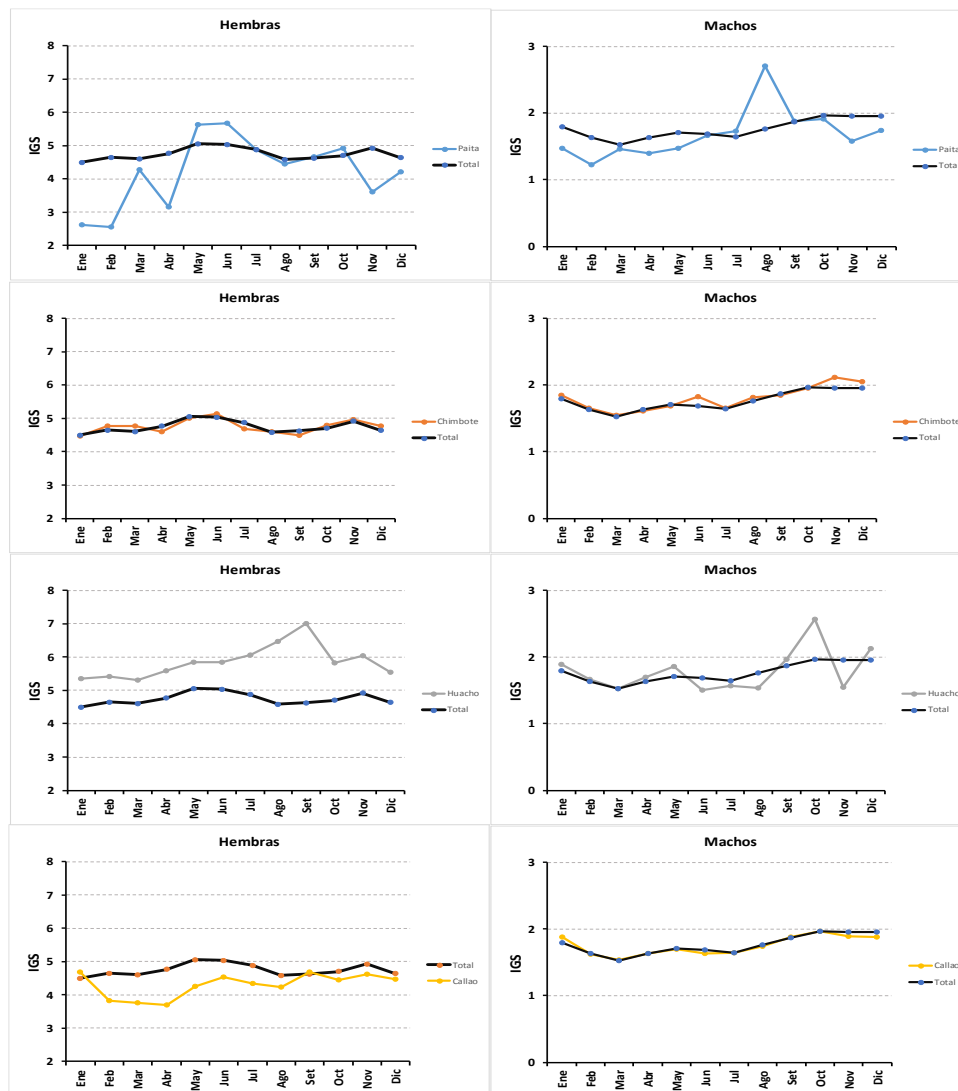 Hembras
8
7
6
5
4
3
2
IGS
Paita
Total
Ene Feb Mar Abr May Jun Jul Ago Set Oct Nov Dic
Machos
3
2
1
0
IGS
Paita
Total
Ene Feb Mar Abr May Jun Jul Ago Set Oct Nov Dic
Hembras
8
7
6
5
4
3
2
IGS
Chimbote
Total
Ene Feb Mar Abr May Jun Jul Ago Set Oct Nov Dic
Machos
3
2
1
0
IGS
Chimbote
Total
Ene Feb Mar Abr May Jun Jul Ago Set Oct Nov Dic
Hembras
8
7
6
5
4
3
2
IGS
Huacho
Total
Ene Feb Mar Abr May Jun Jul Ago Set Oct Nov Dic
Machos
3
2
1
0
IGS
Huacho
Total
Ene Feb Mar Abr May Jun Jul Ago Set Oct Nov Dic
Hembras
8
7
6
5
4
3
2
IGS
Total
Callao
Ene Feb Mar Abr May Jun Jul Ago Set Oct Nov Dic
Machos
3
2
1
0
IGS
Callao
Total
Ene Feb Mar Abr May Jun Jul Ago Set Oct Nov Dic